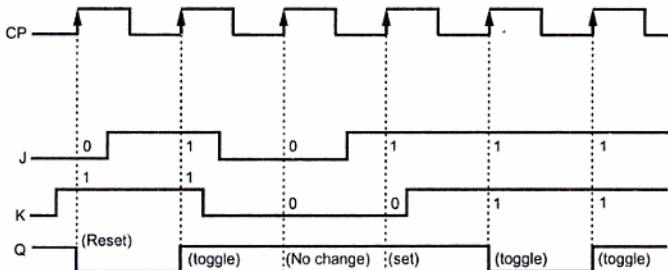 CP
J 0 1 0 1 1 1
1 1
K 0 0 1 1
Q (Reset) (toggle) (No change) (set) (toggle) (toggle)